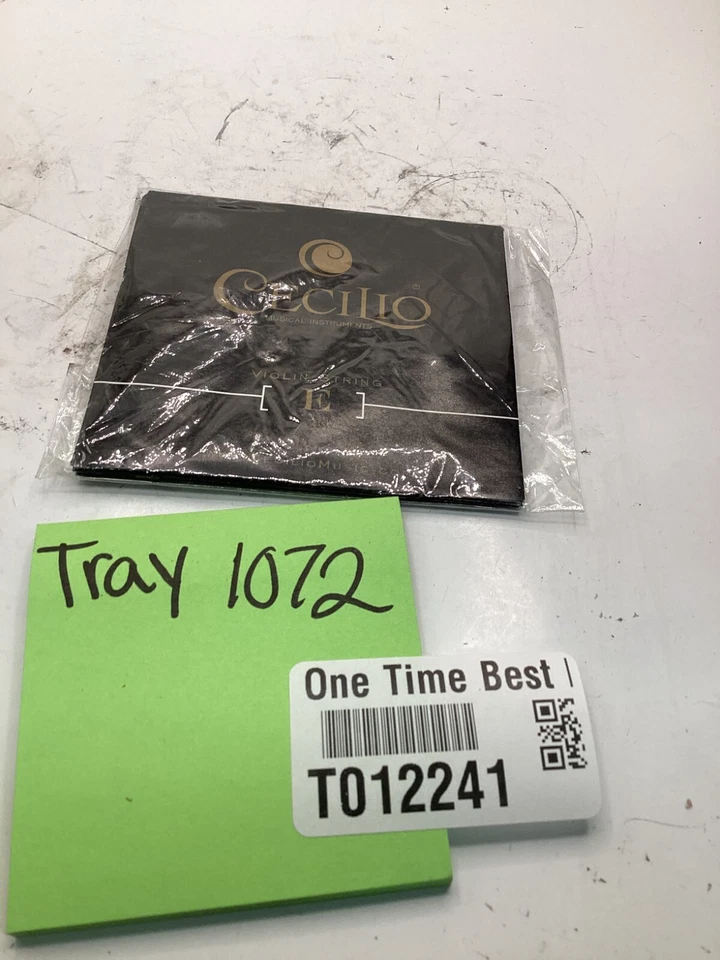 CECILIO
©
MUSICAL INSTRUMENTS
VIOLIN STRING
E
Tray 1072
One Time Best
T012241